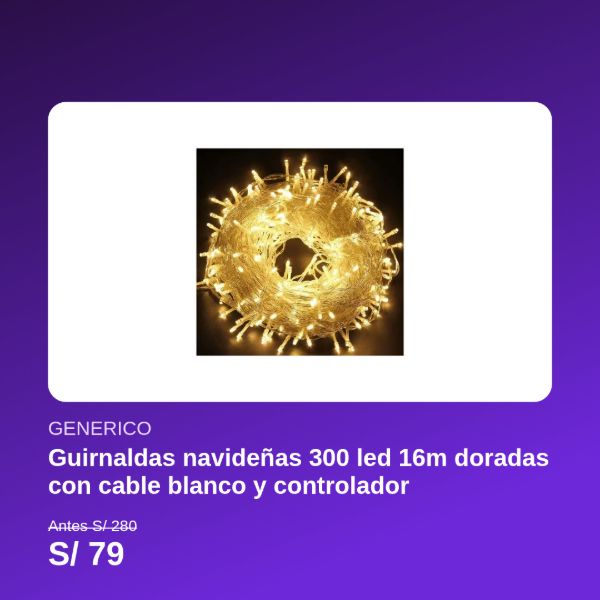 GENERICO
Guirnaldas navideñas 300 led 16m doradas
con cable blanco y controlador
Antes S/ 280
S/ 79